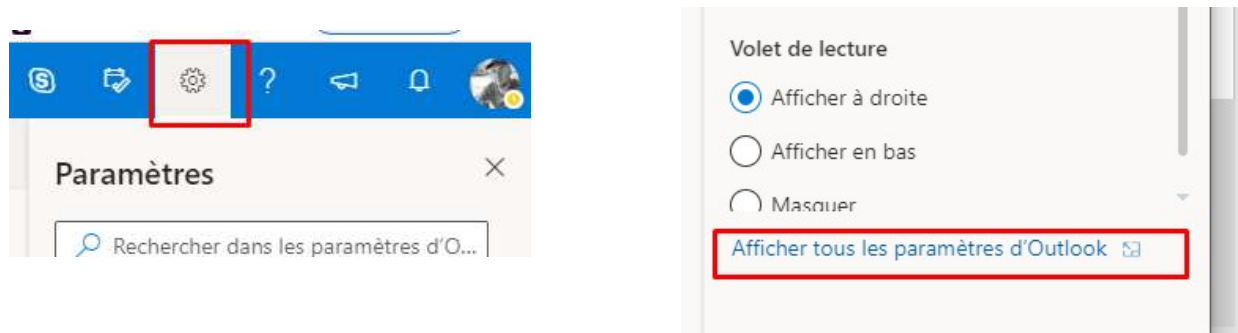 S
?
Paramètres
Rechercher dans les paramètres d'O...
Volet de lecture
Afficher à droite
Afficher en bas
Masquer
Afficher tous les paramètres d'Outlook